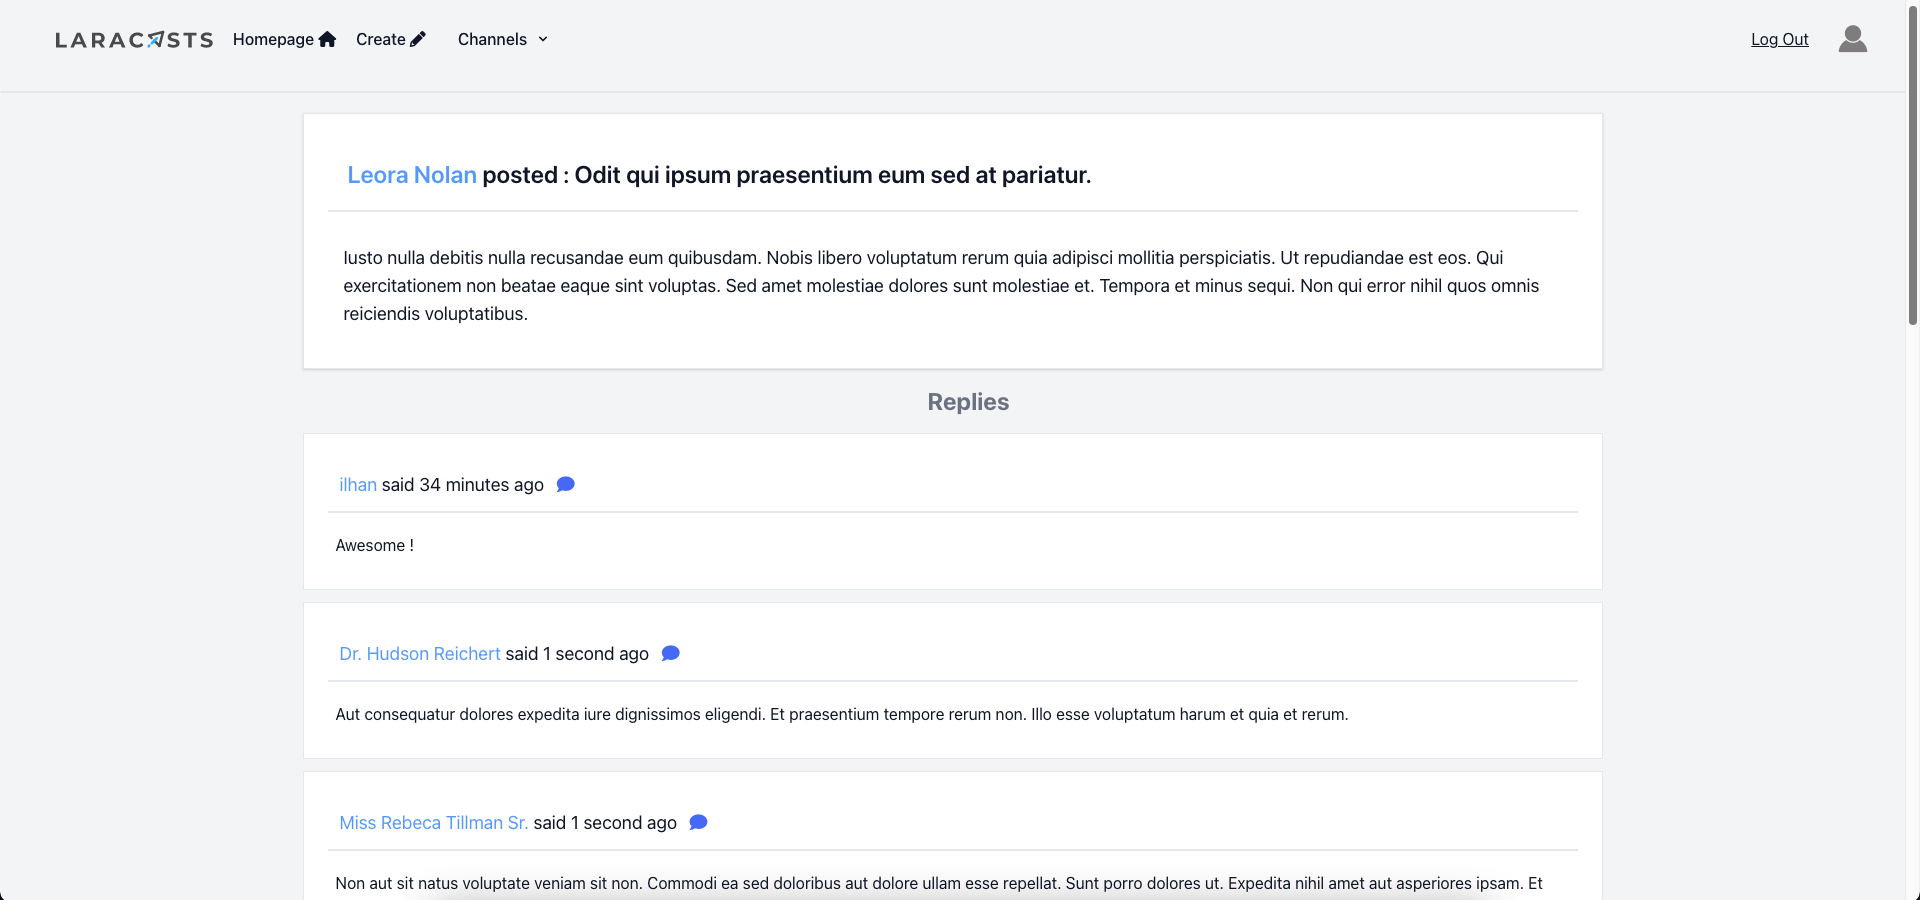 LARACASTS Homepage Create Channels Log Out
Leora Nolan posted : Odit qui ipsum praesentium eum sed at pariatur.
Iusto nulla debitis nulla recusandae eum quibusdam. Nobis libero voluptatum rerum quia adipisci mollitia perspiciatis. Ut repudiandae est eos. Qui
exercitationem non beatae eaque sint voluptas. Sed amet molestiae dolores sunt molestiae et. Tempora et minus sequi. Non qui error nihil quos omnis
reiciendis voluptatibus.
Replies
ilhan said 34 minutes ago
Awesome !
Dr. Hudson Reichert said 1 second ago
Aut consequatur dolores expedita iure dignissimos eligendi. Et praesentium tempore rerum non. Illo esse voluptatum harum et quia et rerum.
Miss Rebeca Tillman Sr. said 1 second ago
Non aut sit natus voluptate veniam sit non. Commodi ea sed doloribus aut dolore ullam esse repellat. Sunt porro dolores ut. Expedita nihil amet aut asperiores ipsam. Et